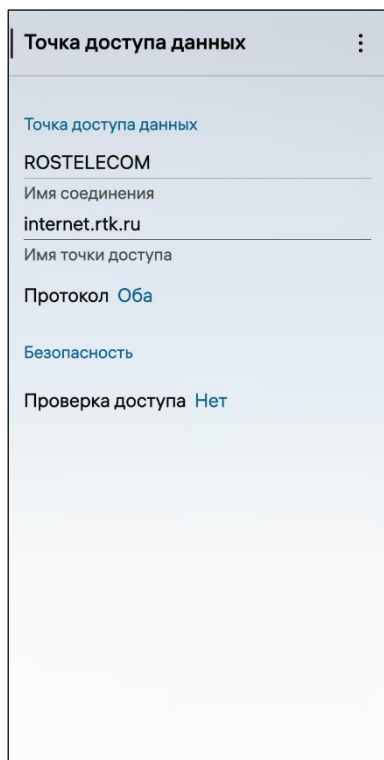 Точка доступа данных
Точка доступа данных
ROSTELECOM
Имя соединения
internet.rtk.ru
Имя точки доступа
Протокол Оба
Безопасность
Проверка доступа Нет